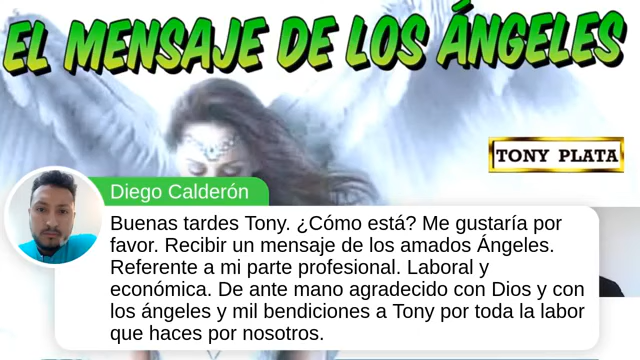 EL MENSAJE DE LOS ÁNGELES
TONY PLATA
Diego Calderón
Buenas tardes Tony. ¿Cómo está? Me gustaría por
favor. Recibir un mensaje de los amados Ángeles.
Referente a mi parte profesional. Laboral y
económica. De ante mano agradecido con Dios y con
los ángeles y mil bendiciones a Tony por toda la labor
que haces por nosotros.